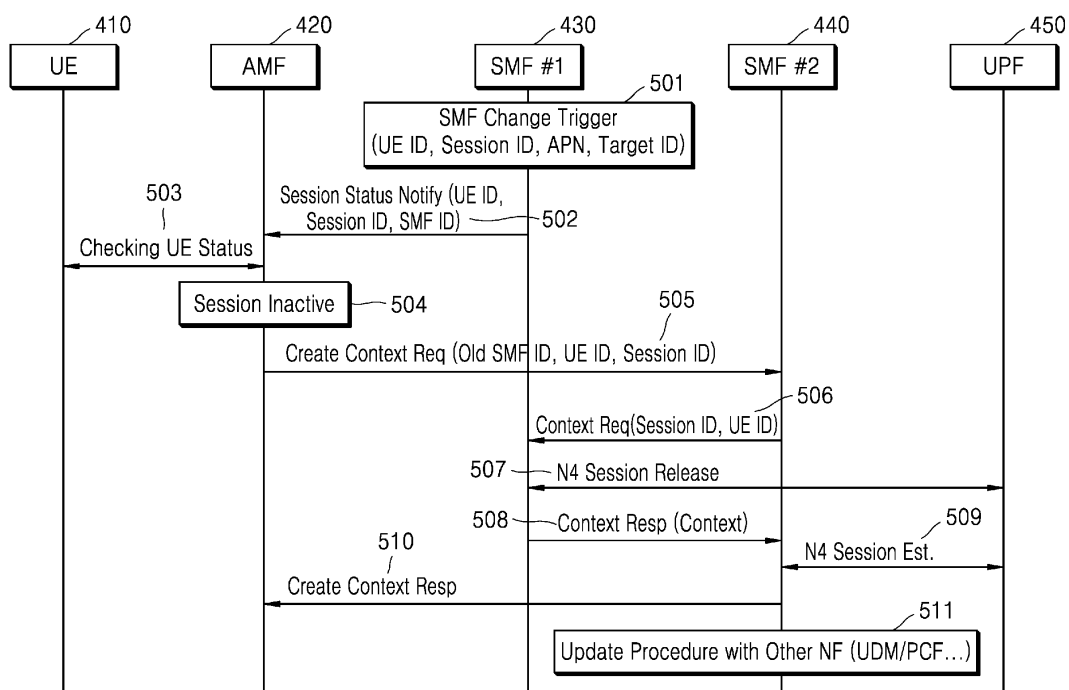 410
420
430
440
450
UE
AMF
SMF #1
SMF #2
UPF
501
SMF Change Trigger
(UE ID, Session ID, APN, Target ID)
503
Session Status Notify (UE ID,
Session ID, SMF ID)
502
Checking UE Status
Session Inactive
504
505
Create Context Req (Old SMF ID, UE ID, Session ID)
506
Context Req(Session ID, UE ID)
507
N4 Session Release
508
Context Resp (Context)
509
N4 Session Est.
510
Create Context Resp
511
Update Procedure with Other NF (UDM/PCF...)